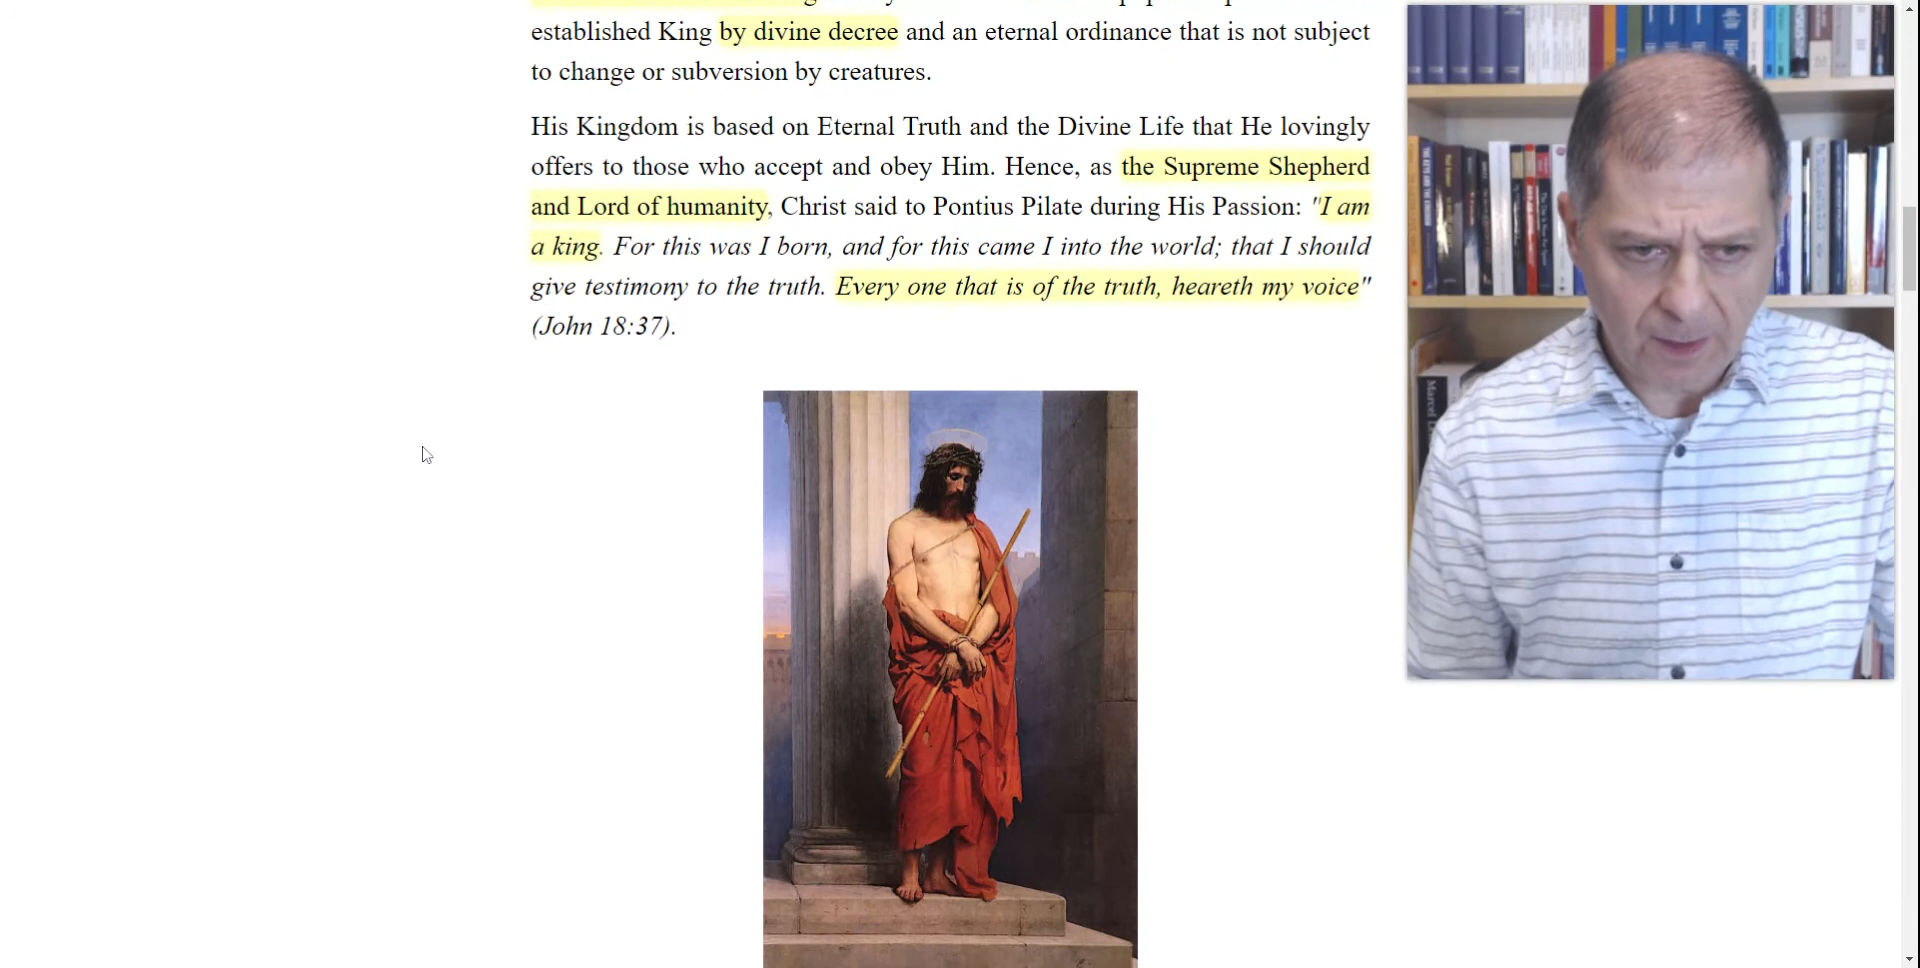 established King by divine decree and an eternal ordinance that is not subject
to change or subversion by creatures.
His Kingdom is based on Eternal Truth and the Divine Life that He lovingly
offers to those who accept and obey Him. Hence, as the Supreme Shepherd
and Lord of humanity, Christ said to Pontius Pilate during His Passion: "I am
a king. For this was I born, and for this came I into the world; that I should
give testimony to the truth. Every one that is of the truth, heareth my voice"
(John 18:37).
Marcel